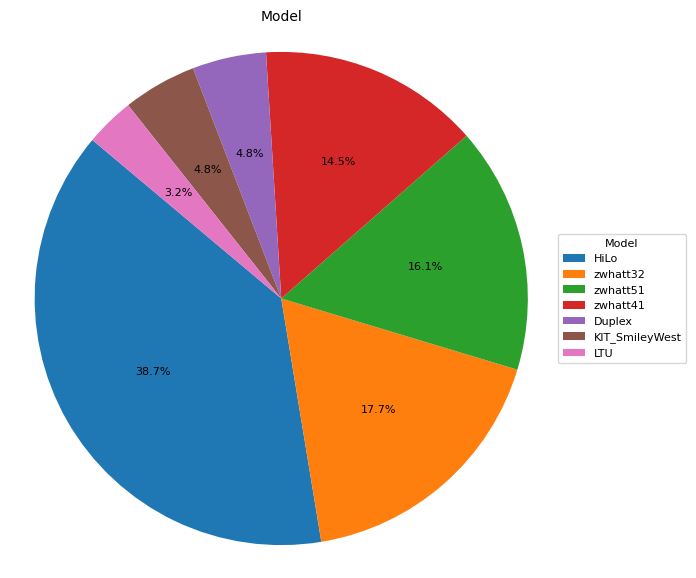 Model
4.8%
14.5%
4.8%
3.2%
16.1%
38.7%
17.7%
Model
HiLo
zwhatt32
zwhatt51
zwhatt41
Duplex
KIT_SmileyWest
LTU